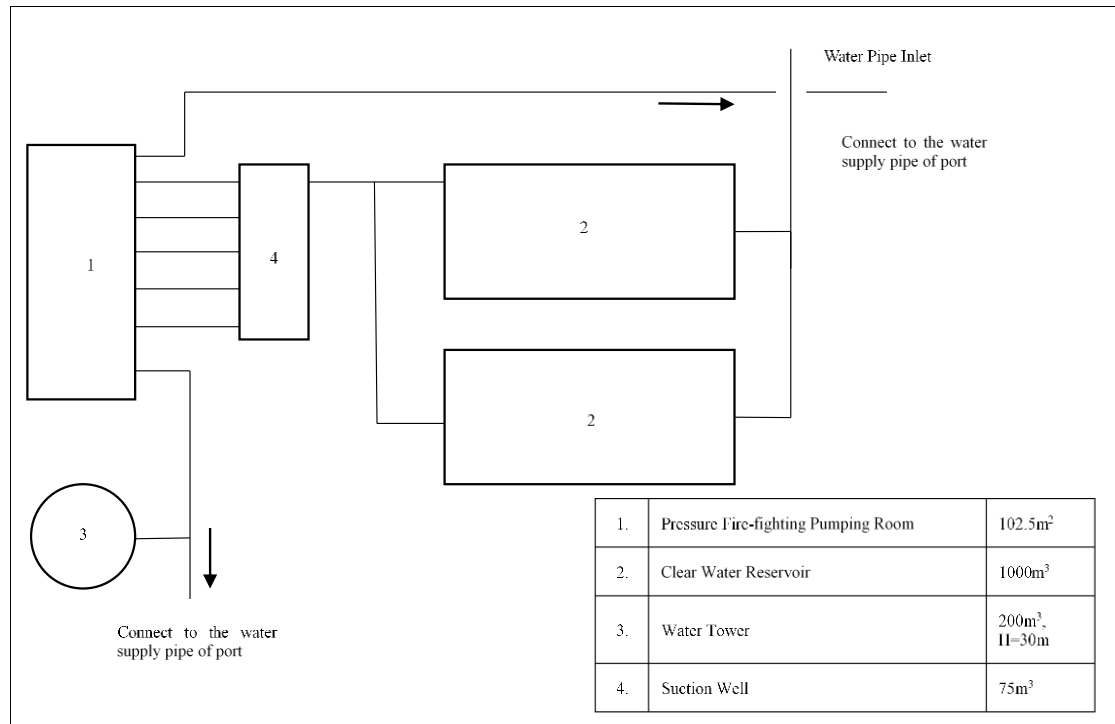 Water Pipe Inlet
Connect to the water
supply pipe of port
2
1
4
2
3
Connect to the water
supply pipe of port
1. Pressure Fire-fighting Pumping Room 102.5m²
2. Clear Water Reservoir 1000m³
3. Water Tower 200m³,
H=30m
4. Suction Well 75m³